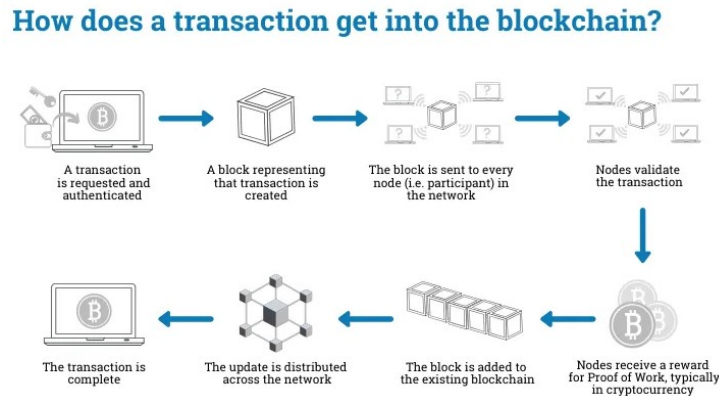 How does a transaction get into the blockchain?
A transaction
is requested and
authenticated
A block representing
that transaction is
created
The block is sent to every
node (i.e. participant) in
the network
Nodes validate
the transaction
Nodes receive a reward
for Proof of Work, typically
in cryptocurrency
The block is added to
the existing blockchain
The update is distributed
across the network
The transaction is
complete